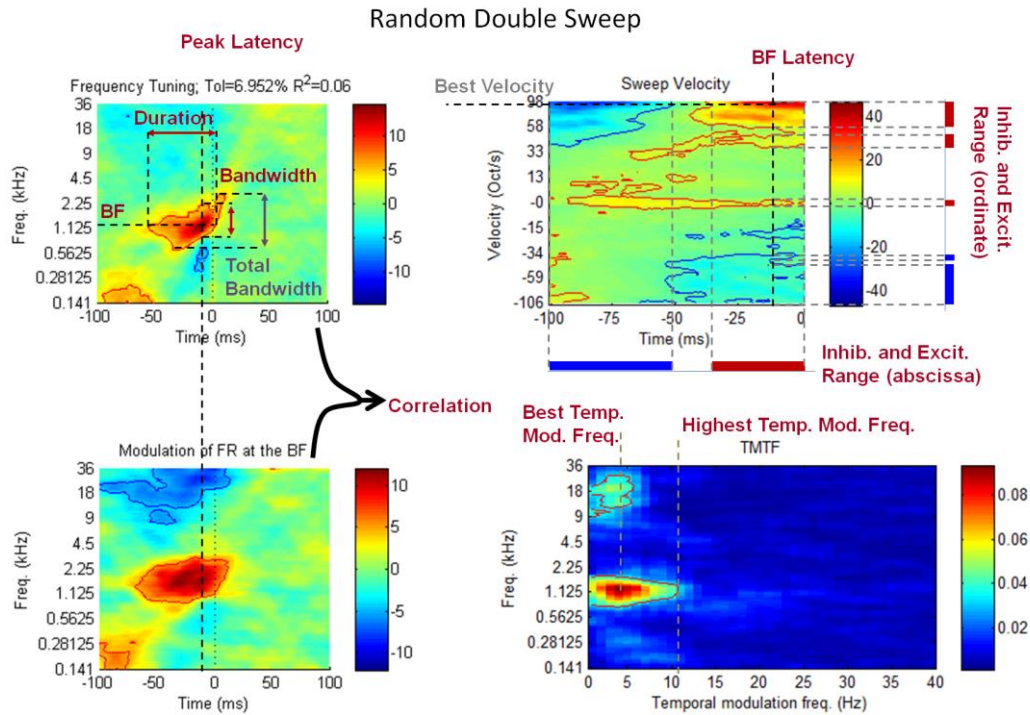 Random Double Sweep
Peak Latency
Frequency Tuning; Tol=6.952% R²=0.06
Freq. (kHz)
36
18
9
4.5
2.25
1.125
0.5625
0.28125
0.141
Duration
Bandwidth
BF
Total
Bandwidth
-100 -50 0 50 100
Time (ms)
10
5
0
-5
-10
BF Latency
Best Velocity
Sweep Velocity
Velocity (Oct/s)
98
58
33
15
-0
-14
-34
-59
-106
-100 -75 -50 -25 0
Time (ms)
40
20
0
-20
-40
Inhib. and Excit.
Range (ordinate)
Inhib. and Excit.
Range (abscissa)
Correlation
Modulation of FR at the BF
Freq. (kHz)
36
18
9
4.5
2.25
1.125
0.5625
0.28125
0.141
-100 -50 0 50 100
Time (ms)
10
5
0
-5
-10
Best Temp.
Mod. Freq.
Highest Temp. Mod. Freq.
TMTF
Freq. (kHz)
36
18
9
4.5
2.25
1.125
0.5625
0.28125
0.141
0 5 10 15 20 25 30 35 40
Temporal modulation freq. (Hz)
0.08
0.06
0.04
0.02